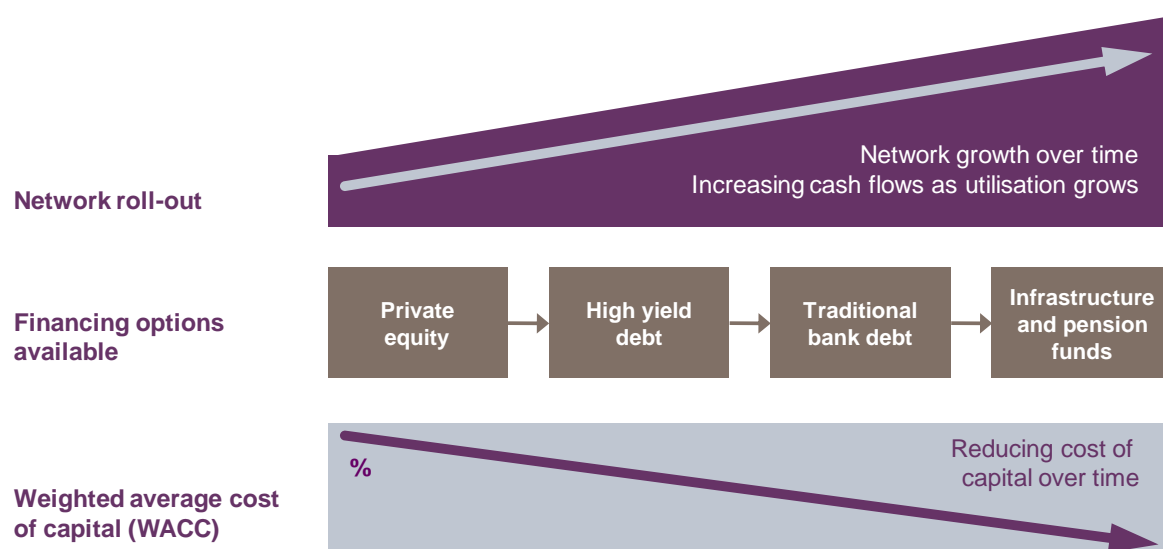 Network growth over time
Increasing cash flows as utilisation grows
Network roll-out
Private
equity
High yield
debt
Traditional
bank debt
Infrastructure
and pension
funds
Financing options
available
%
Reducing cost of
capital over time
Weighted average cost
of capital (WACC)